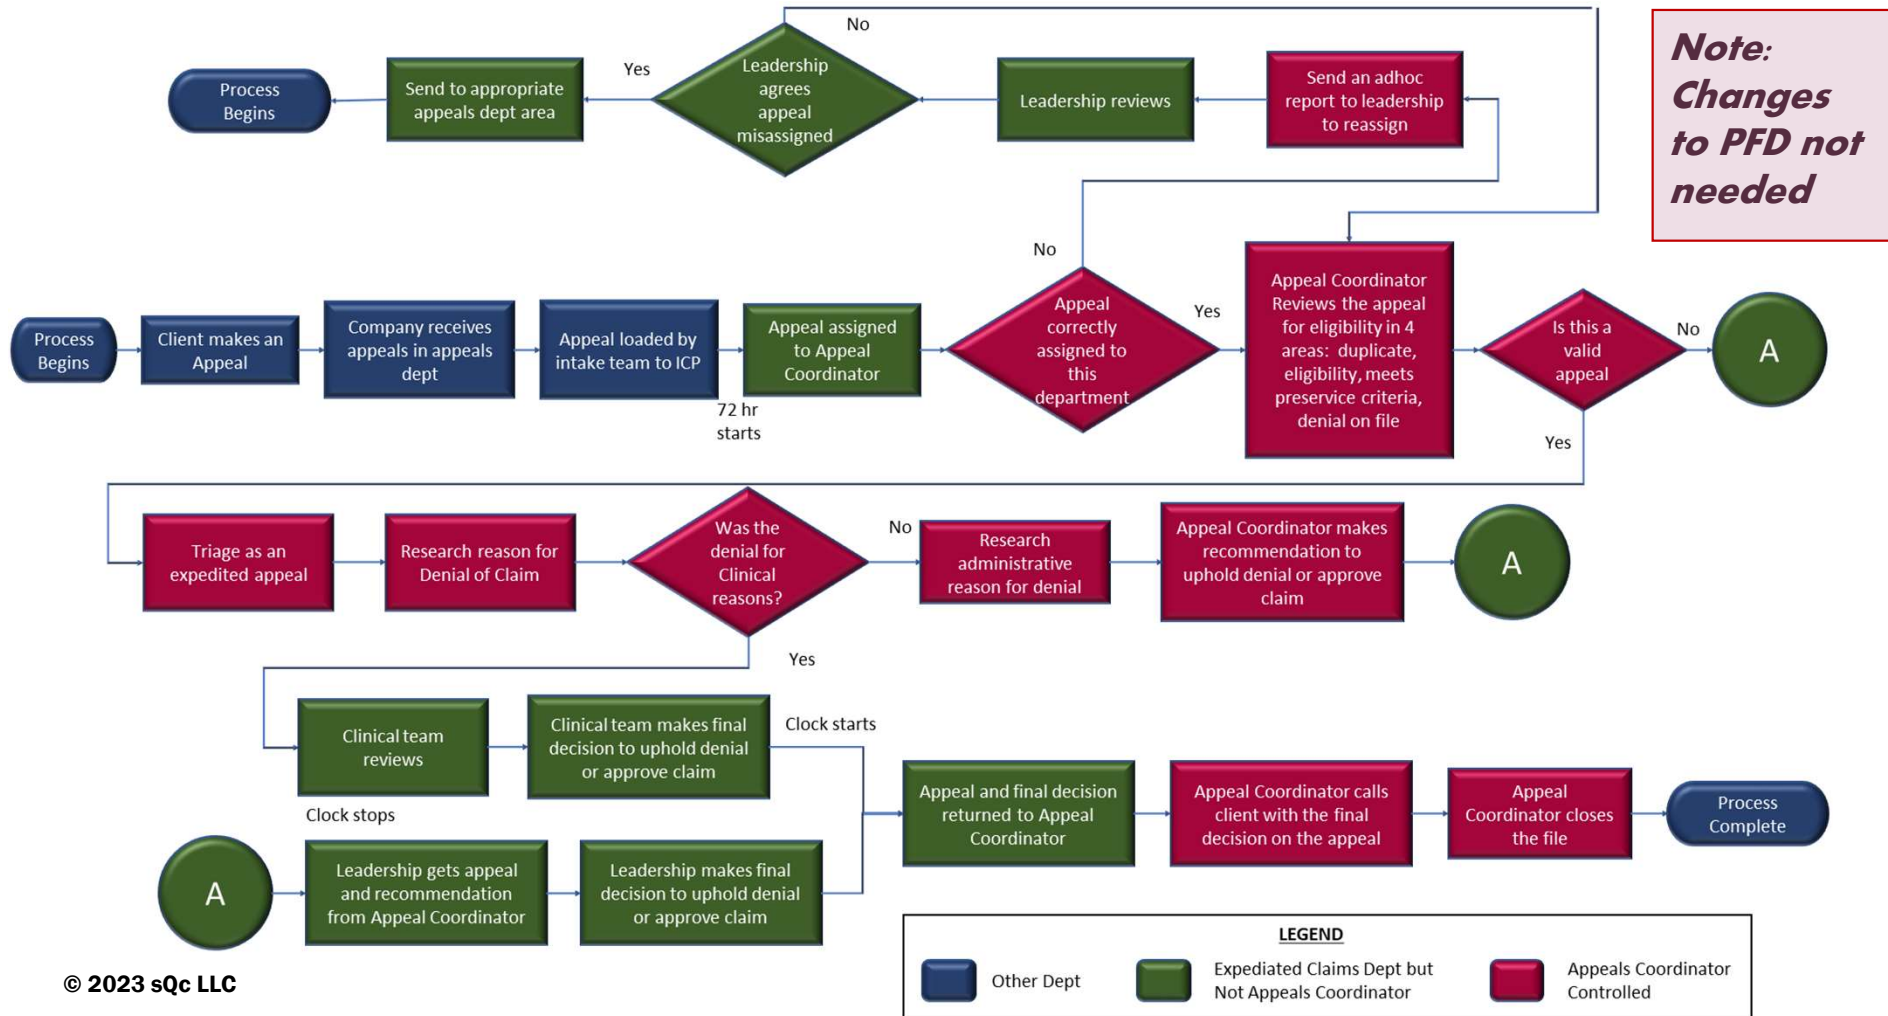 No
Note:
Changes
to PFD not
needed
Process
Begins
Send to appropriate
appeals dept area
Yes
Leadership
agrees
appeal
misassigned
Leadership reviews
Send an adhoc
report to leadership
to reassign
No
Process
Begins
Client makes an
Appeal
Company receives
appeals in appeals
dept
Appeal loaded by
intake team to ICP
72 hr
starts
Appeal assigned
to Appeal
Coordinator
Appeal
correctly
assigned to
this
department
Yes
Appeal Coordinator
Reviews the appeal
for eligibility in 4
areas: duplicate,
eligibility, meets
preservice criteria,
denial on file
Is this a
valid
appeal
No
A
Yes
Triage as an
expedited appeal
Research reason for
Denial of Claim
Was the
denial for
Clinical
reasons?
No
Research
administrative
reason for denial
Appeal Coordinator makes
recommendation to
uphold denial or approve
claim
A
Yes
Clinical team
reviews
Clinical team makes final
decision to uphold denial
or approve claim
Clock starts
Clock stops
Appeal and final decision
returned to Appeal
Coordinator
Appeal Coordinator calls
client with the final
decision on the appeal
Appeal
Coordinator closes
the file
Process
Complete
A
Leadership gets appeal
and recommendation
from Appeal Coordinator
Leadership makes final
decision to uphold denial
or approve claim
LEGEND
Other Dept
Expediated Claims Dept but
Not Appeals Coordinator
Appeals Coordinator
Controlled
© 2023 sQc LLC